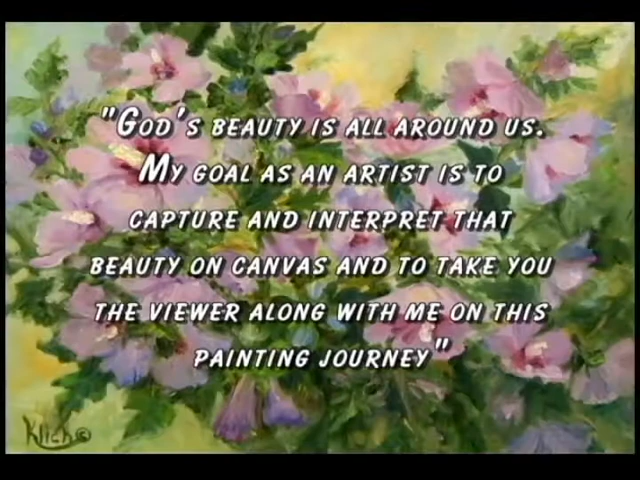 "God's beauty is all around us.
My goal as an artist is to
capture and interpret that
beauty on canvas and to take you
the viewer along with me on this
painting journey"
Klich©